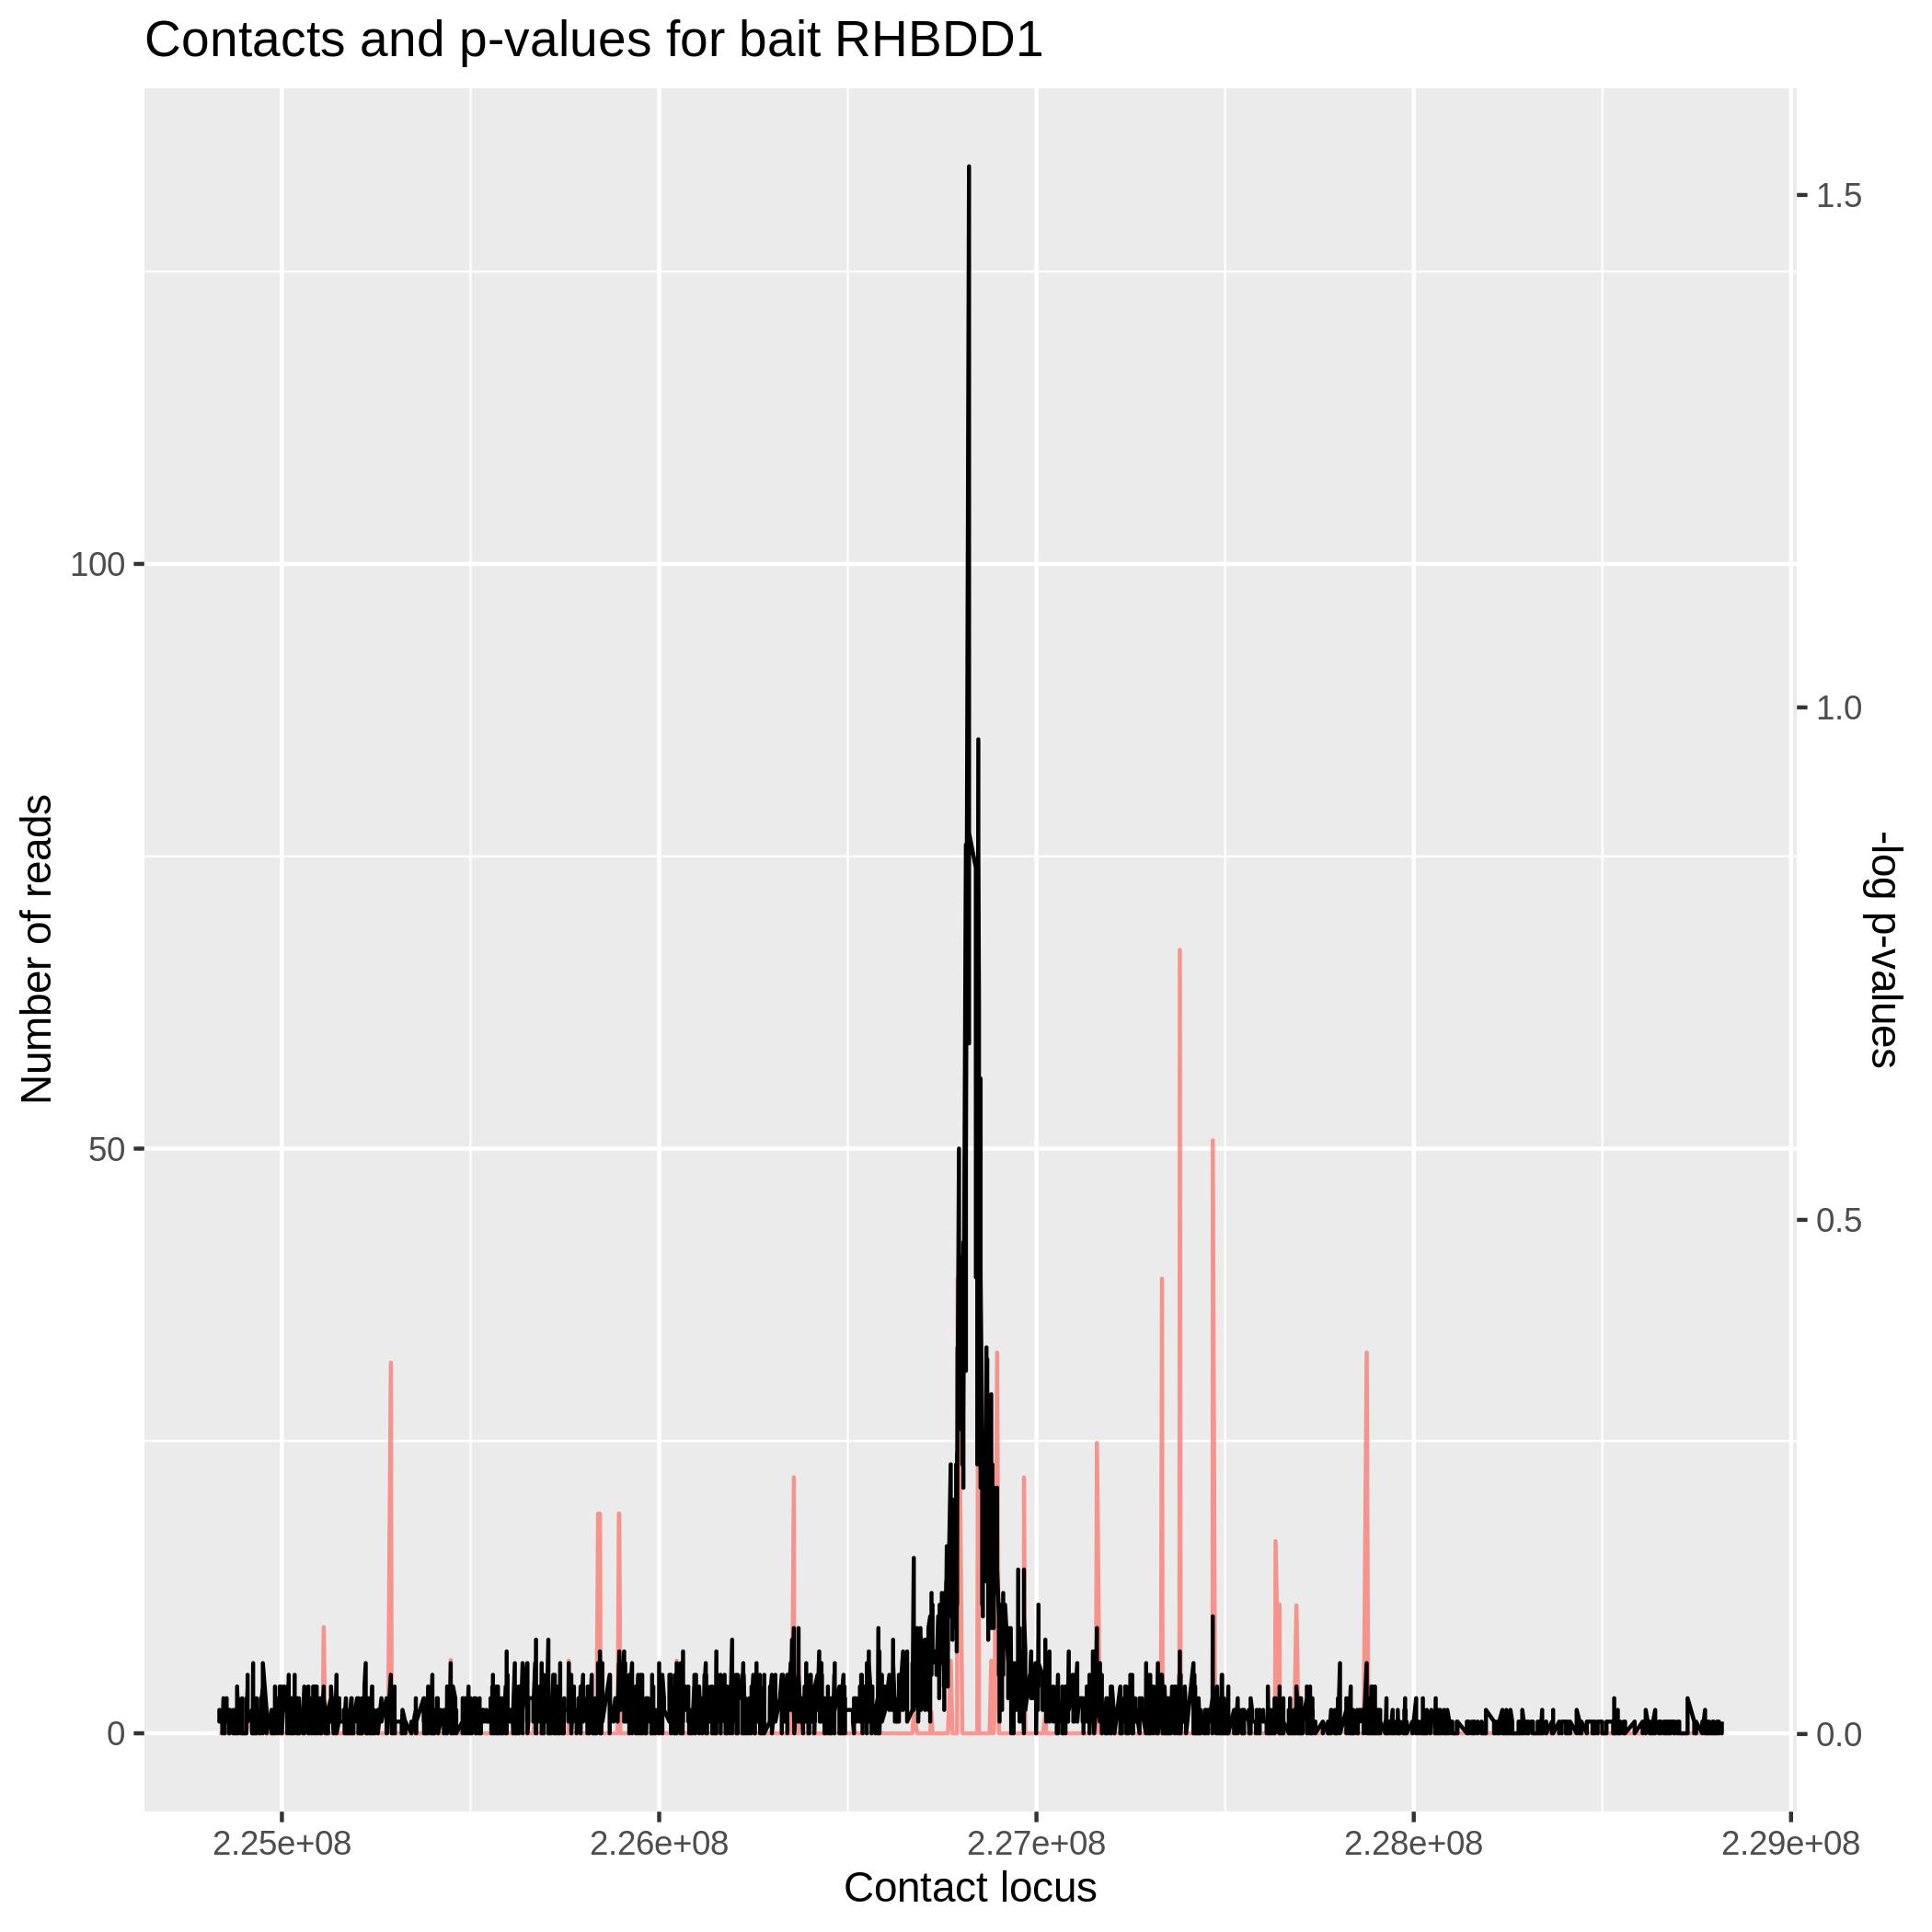 Contacts and p-values for bait RHBDD1
Number of reads
100
50
0
1.5
1.0
0.5
0.0
-log p-values
2.25e+08
2.26e+08
2.27e+08
2.28e+08
2.29e+08
Contact locus